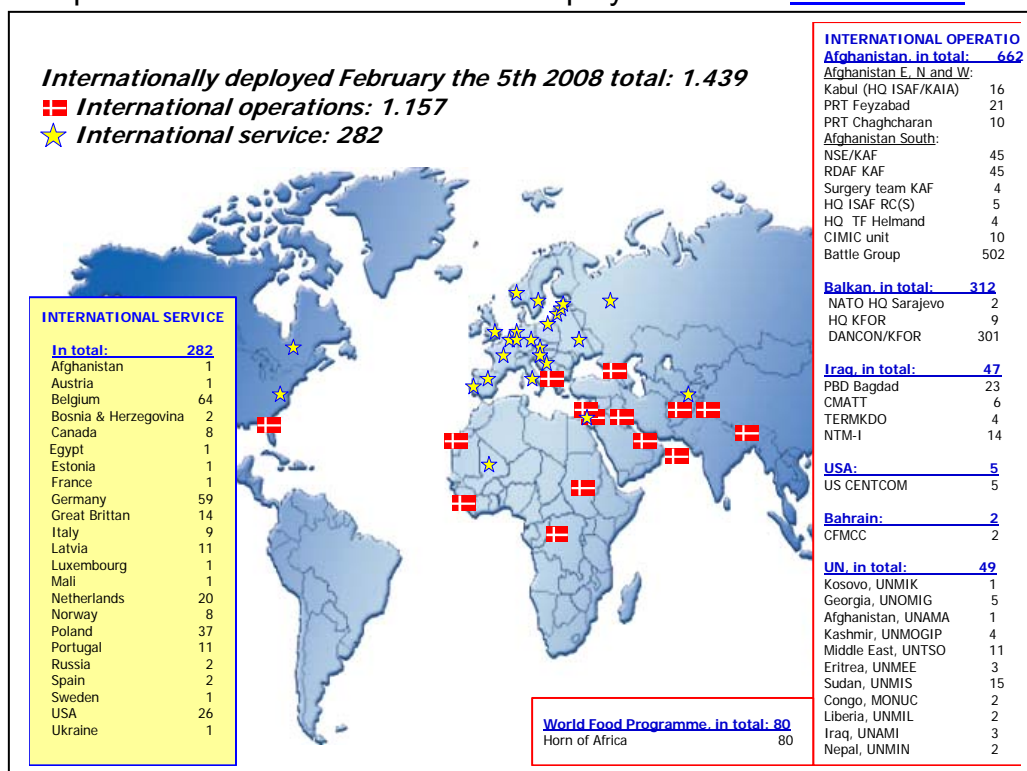 Internationally deployed February the 5th 2008 total: 1.439
International operations: 1.157
International service: 282
INTERNATIONAL SERVICE
In total: 282
Afghanistan 1
Austria 1
Belgium 64
Bosnia & Herzegovina 2
Canada 8
Egypt 1
Estonia 1
France 1
Germany 59
Great Brittan 14
Italy 9
Latvia 11
Luxembourg 1
Mali 1
Netherlands 20
Norway 8
Poland 37
Portugal 11
Russia 2
Spain 2
Sweden 1
USA 26
Ukraine 1
World Food Programme, in total: 80
Horn of Africa 80
INTERNATIONAL OPERATIO
Afghanistan, in total: 662
Afghanistan E, N and W:
Kabul (HQ ISAF/KAIA) 16
PRT Feyzabad 21
PRT Chaghcharan 10
Afghanistan South:
NSE/KAF 45
RDAF KAF 45
Surgery team KAF 4
HQ ISAF RC(S) 5
HQ TF Helmand 4
CIMIC unit 10
Battle Group 502
Balkan, in total: 312
NATO HQ Sarajevo 2
HQ KFOR 9
DANCON/KFOR 301
Iraq, in total: 47
PBD Bagdad 23
CMATT 6
TERMKDO 4
NTM-I 14
USA: 5
US CENTCOM 5
Bahrain: 2
CFMCC 2
UN, in total: 49
Kosovo, UNMIK 1
Georgia, UNOMIG 5
Afghanistan, UNAMA 1
Kashmir, UNMOGIP 4
Middle East, UNTSO 11
Eritrea, UNMEE 3
Sudan, UNMIS 15
Congo, MONUC 2
Liberia, UNMIL 2
Iraq, UNAMI 3
Nepal, UNMIN 2